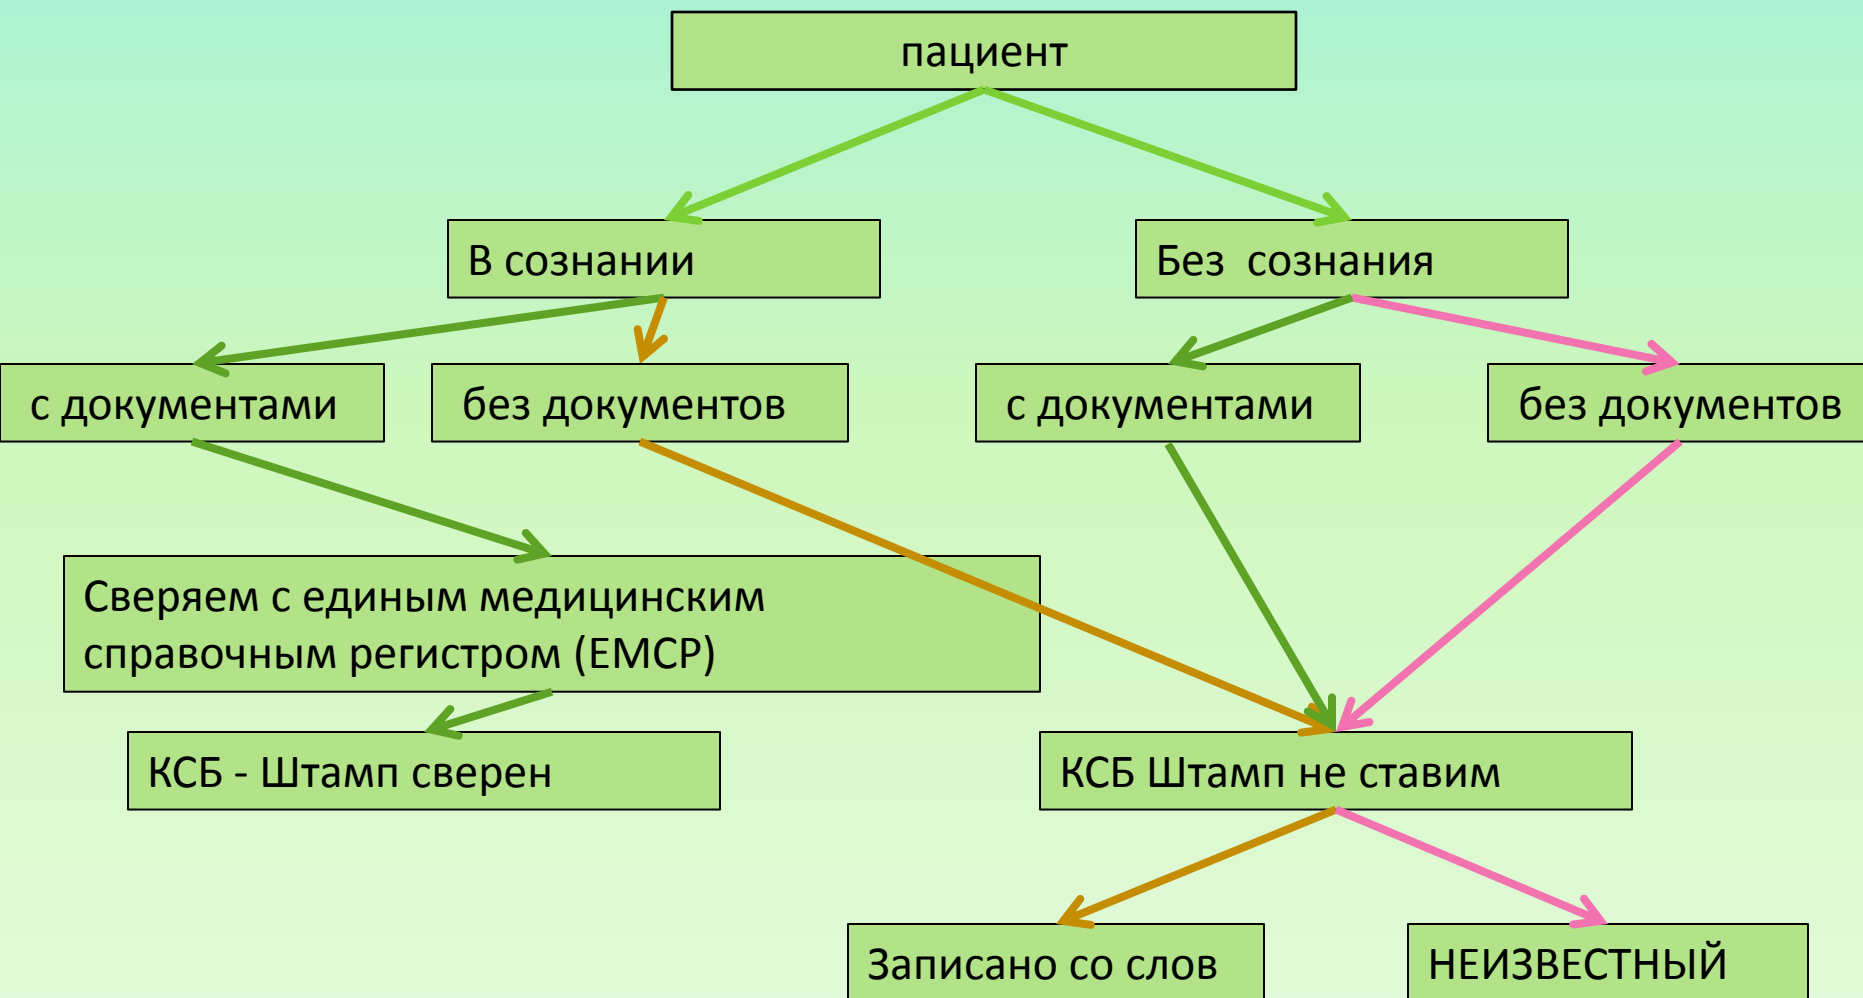 пациент
В сознании
Без сознания
с документами
без документов
с документами
без документов
Сверяем с единым медицинским
справочным регистром (ЕМСР)
КСБ - Штамп сверен
КСБ Штамп не ставим
Записано со слов
НЕИЗВЕСТНЫЙ